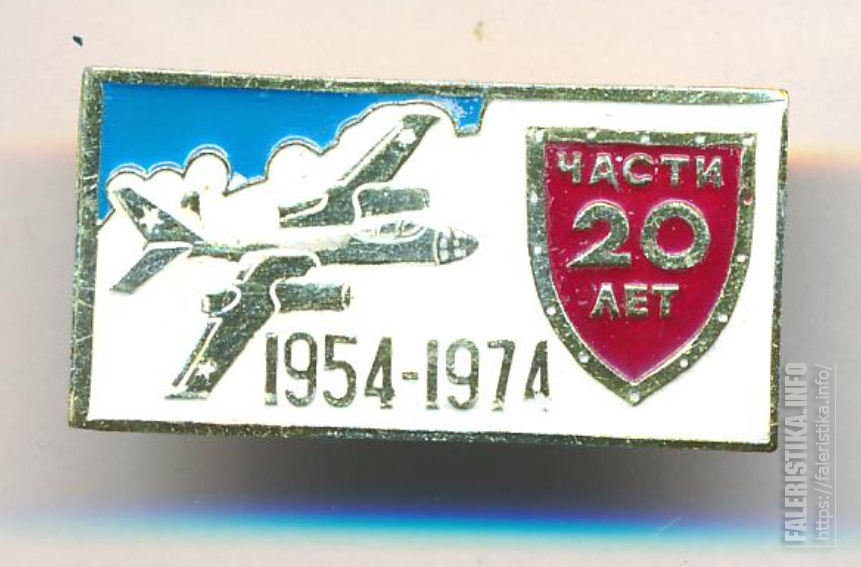 ЧАСТИ
20
ЛЕТ
1954-1974
FALERISTIKA.INFO
https://faleristika.info/